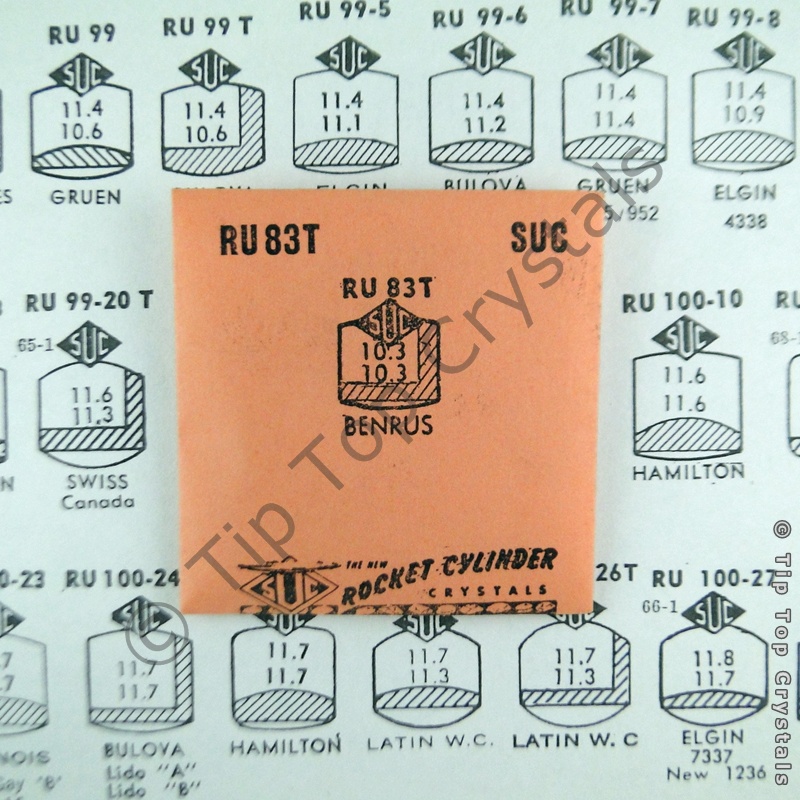 RU 99
RU 99 T
RU 99-5
RU 99-6
RU 99-7
RU 99-8
SUC
SUC
SUC
SUC
SUC
SUC
11.4
10.6
11.4
10.6
11.4
11.1
11.4
11.2
11.4
11.4
11.4
10.9
GRUEN
ELGIN
BULOVA
GRUEN
ELGIN
4338
RU 83T
SUC
RU 83T
SUC
10.3
10.3
BENRUS
THE NEW
ROCKET CYLINDER
CRYSTALS
SUC
RU 99-20 T
65-1
SUC
11.6
11.3
SWISS
Canada
RU 100-10
SUC
11.6
11.6
HAMILTON
RU 100-24
26T
RU 100-27
66-1
SUC
SUC
SUC
SUC
SUC
11.7
11.7
11.7
11.7
11.7
11.3
11.7
11.3
11.8
11.7
BULOVA
Lido "A"
Lido "B"
HAMILTON
LATIN W.C.
LATIN W. C
ELGIN
7337
New 1236
© Tip Top Crystals
© Tip Top Crystals